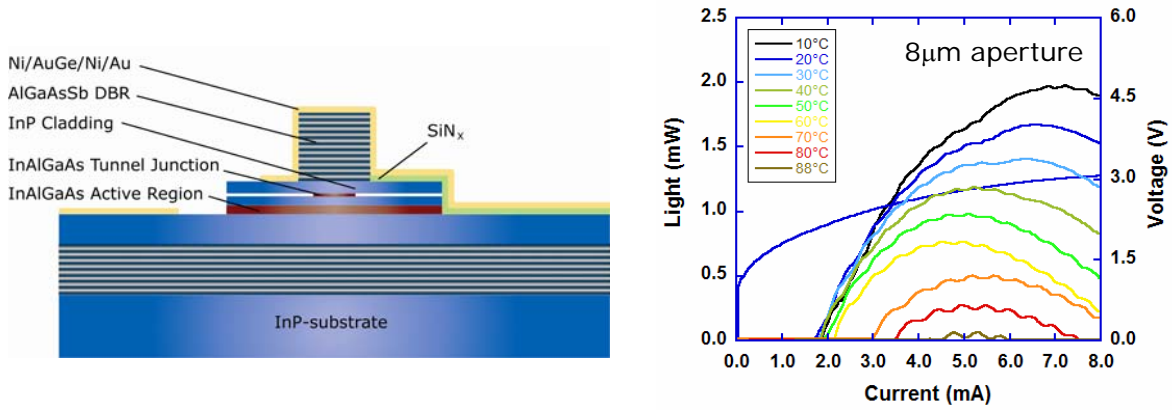 Ni/AuGe/Ni/Au
AlGaAsSb DBR
InP Cladding
InAlGaAs Tunnel Junction
InAlGaAs Active Region
SiNx
InP-substrate
8μm aperture
10°C
20°C
30°C
40°C
50°C
60°C
70°C
80°C
88°C
Light (mW)
2.5
2.0
1.5
1.0
0.5
0.0
Voltage (V)
6.0
4.5
3.0
1.5
0.0
0.0 1.0 2.0 3.0 4.0 5.0 6.0 7.0 8.0
Current (mA)